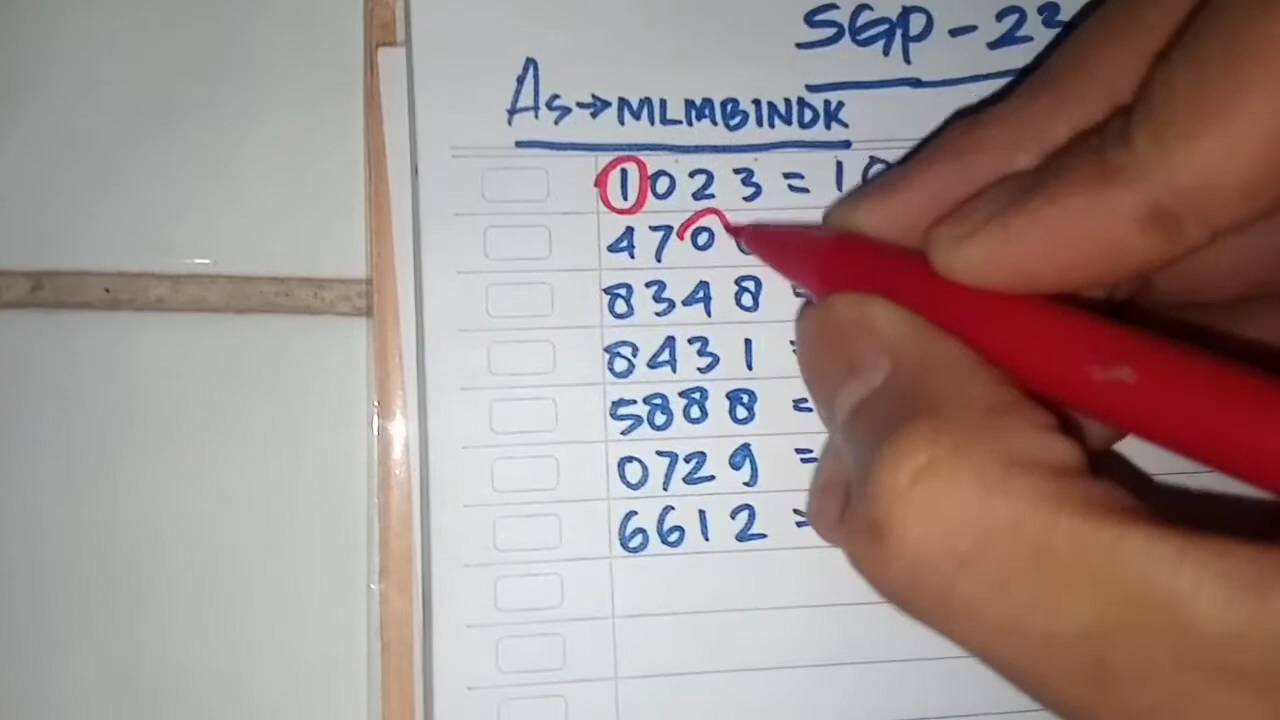 SGP-23
As→MLMBINDK
1023 = 10
470
8348
8431 =
5888 =
0729 =
6612 =